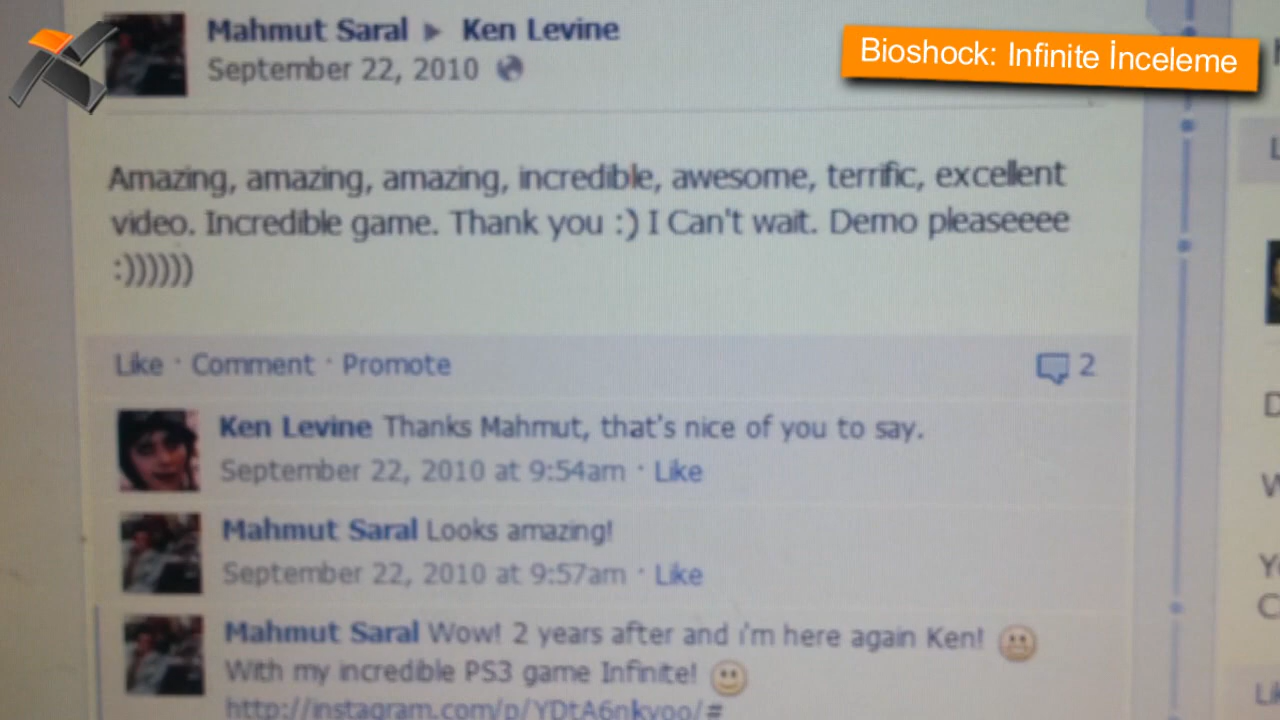 Mahmut Saral ▶ Ken Levine
September 22, 2010
Bioshock: Infinite İnceleme
Amazing, amazing, amazing, incredible, awesome, terrific, excellent
video. Incredible game. Thank you :) I Can't wait. Demo pleaseeee
:))))))
Like · Comment · Promote
2
Ken Levine Thanks Mahmut, that's nice of you to say.
September 22, 2010 at 9:54am · Like
Mahmut Saral Looks amazing!
September 22, 2010 at 9:57am · Like
Mahmut Saral Wow! 2 years after and i'm here again Ken!
With my incredible PS3 game Infinite!
http://instagram.com/p/YDtA6nkyoo/#